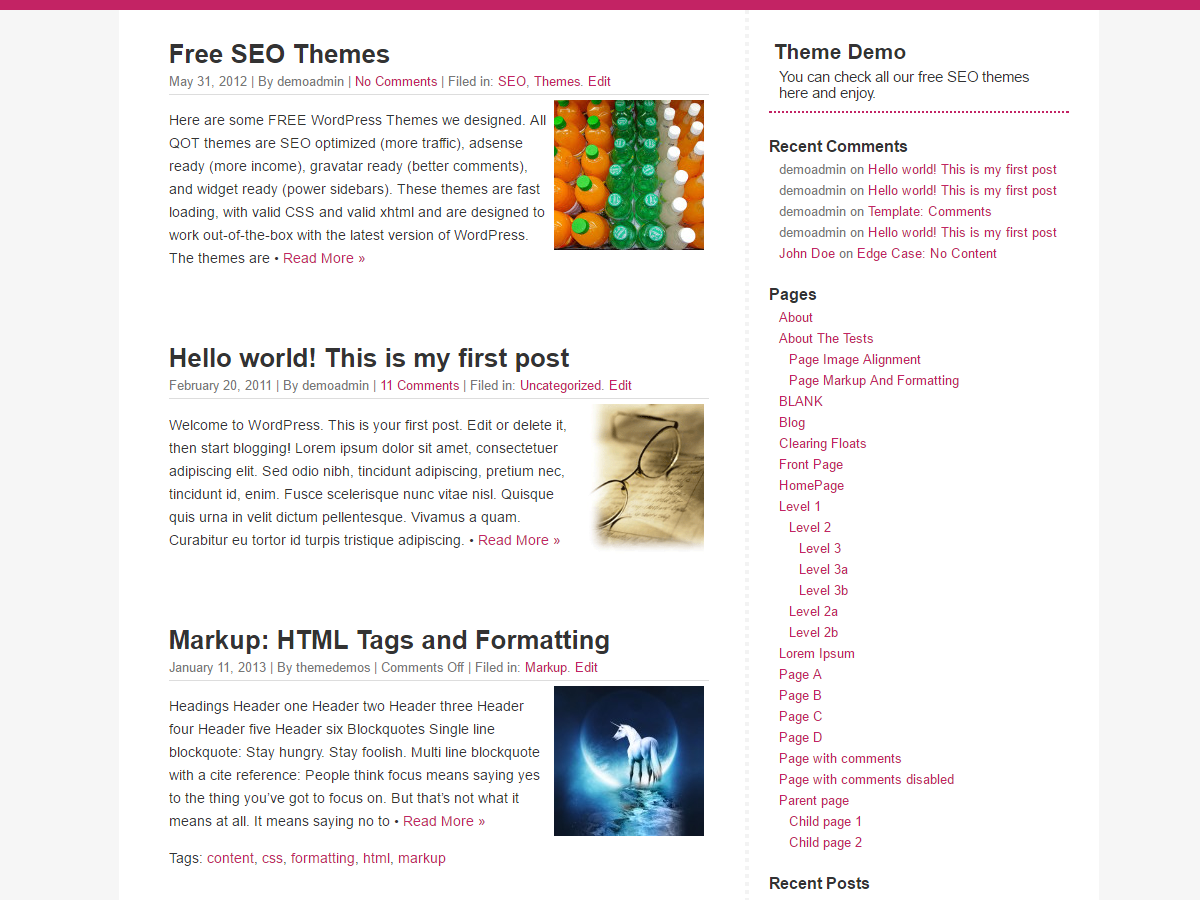 Free SEO Themes
May 31, 2012 | By demoadmin | No Comments | Filed in: SEO, Themes. Edit
Here are some FREE WordPress Themes we designed. All
QOT themes are SEO optimized (more traffic), adsense
ready (more income), gravatar ready (better comments),
and widget ready (power sidebars). These themes are fast
loading, with valid CSS and valid xhtml and are designed to
work out-of-the-box with the latest version of WordPress.
The themes are • Read More »
Hello world! This is my first post
February 20, 2011 | By demoadmin | 11 Comments | Filed in: Uncategorized. Edit
Welcome to WordPress. This is your first post. Edit or delete it,
then start blogging! Lorem ipsum dolor sit amet, consectetuer
adipiscing elit. Sed odio nibh, tincidunt adipiscing, pretium nec,
tincidunt id, enim. Fusce scelerisque nunc vitae nisl. Quisque
quis urna in velit dictum pellentesque. Vivamus a quam.
Curabitur eu tortor id turpis tristique adipiscing. • Read More »
Markup: HTML Tags and Formatting
January 11, 2013 | By themedemos | Comments Off | Filed in: Markup. Edit
Headings Header one Header two Header three Header
four Header five Header six Blockquotes Single line
blockquote: Stay hungry. Stay foolish. Multi line blockquote
with a cite reference: People think focus means saying yes
to the thing you’ve got to focus on. But that’s not what it
means at all. It means saying no to • Read More »
Tags: content, css, formatting, html, markup
Theme Demo
You can check all our free SEO themes
here and enjoy.
Recent Comments
demoadmin on Hello world! This is my first post
demoadmin on Hello world! This is my first post
demoadmin on Template: Comments
demoadmin on Hello world! This is my first post
John Doe on Edge Case: No Content
Pages
About
About The Tests
Page Image Alignment
Page Markup And Formatting
BLANK
Blog
Clearing Floats
Front Page
HomePage
Level 1
Level 2
Level 3
Level 3a
Level 3b
Level 2a
Level 2b
Lorem Ipsum
Page A
Page B
Page C
Page D
Page with comments
Page with comments disabled
Parent page
Child page 1
Child page 2
Recent Posts